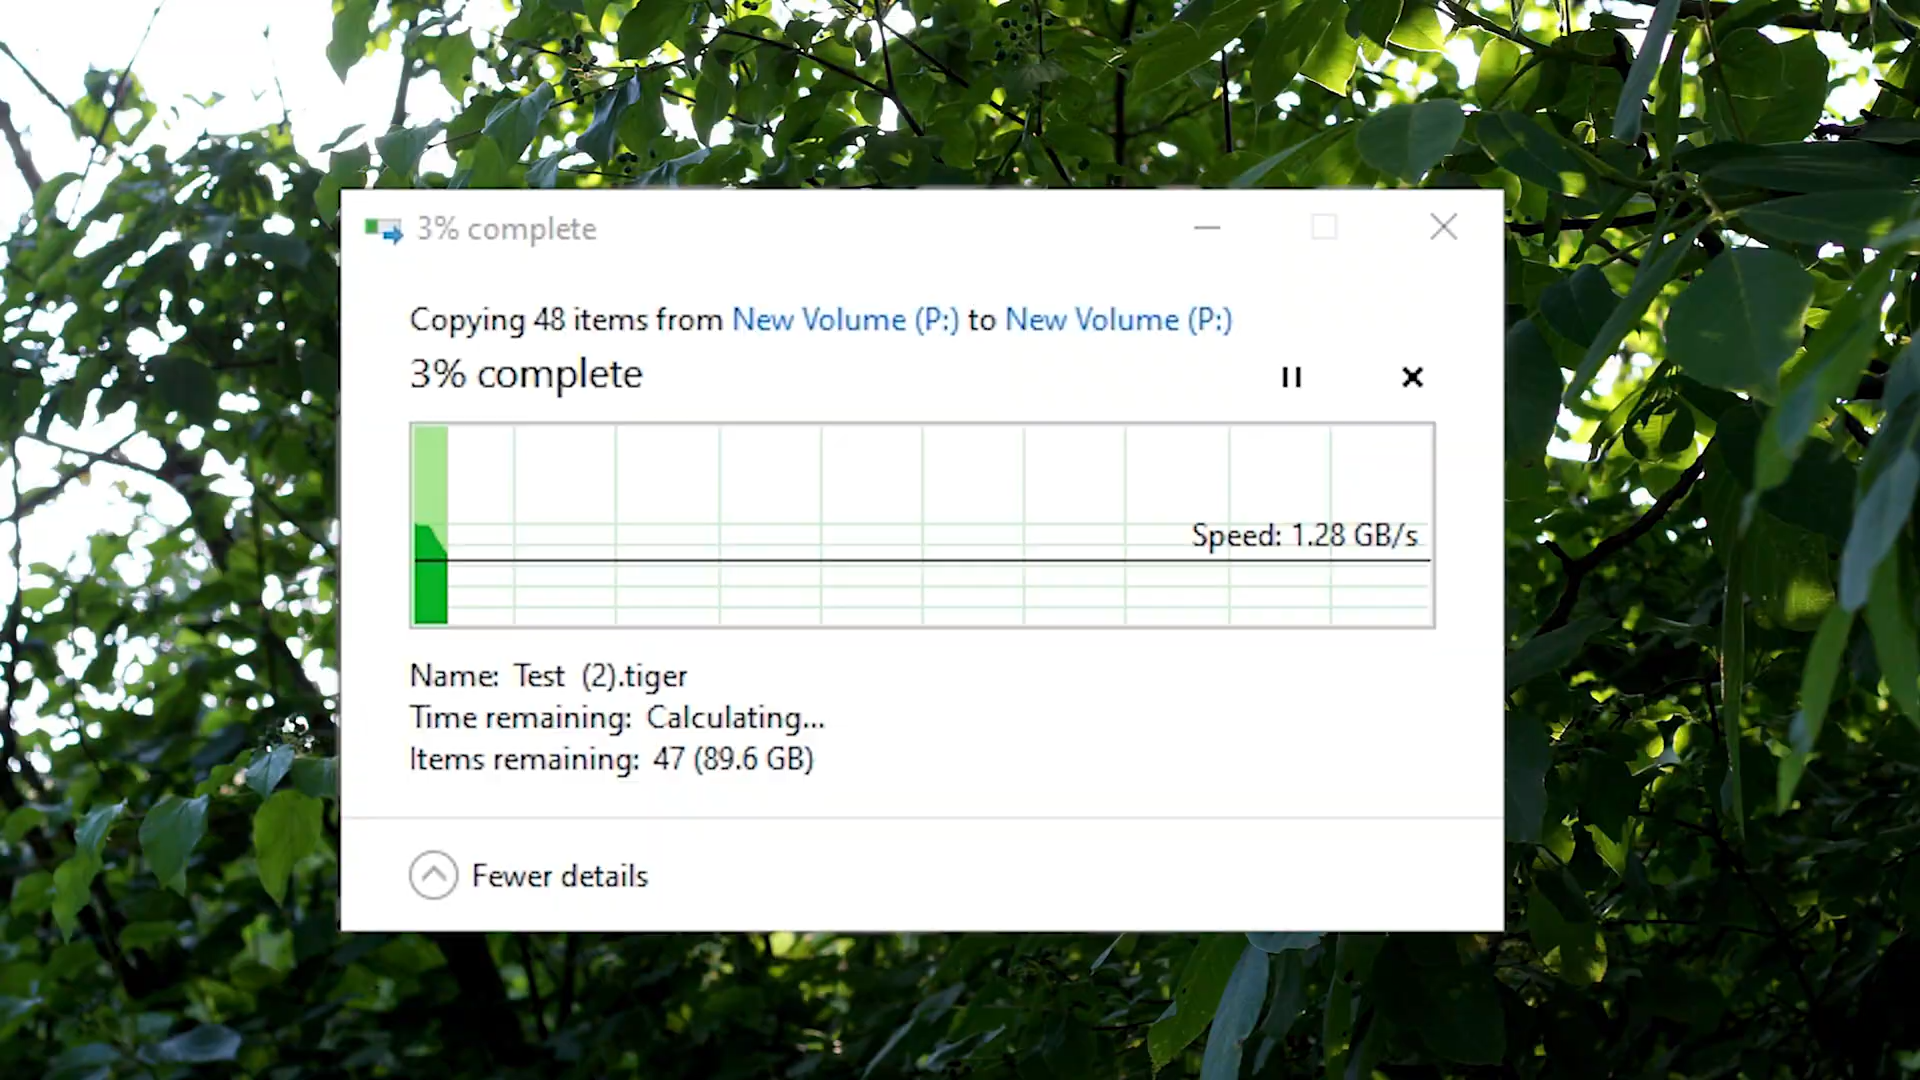 3% complete
Copying 48 items from New Volume (P:) to New Volume (P:)
3% complete
Speed: 1.28 GB/s
Name: Test (2).tiger
Time remaining: Calculating...
Items remaining: 47 (89.6 GB)
Fewer details